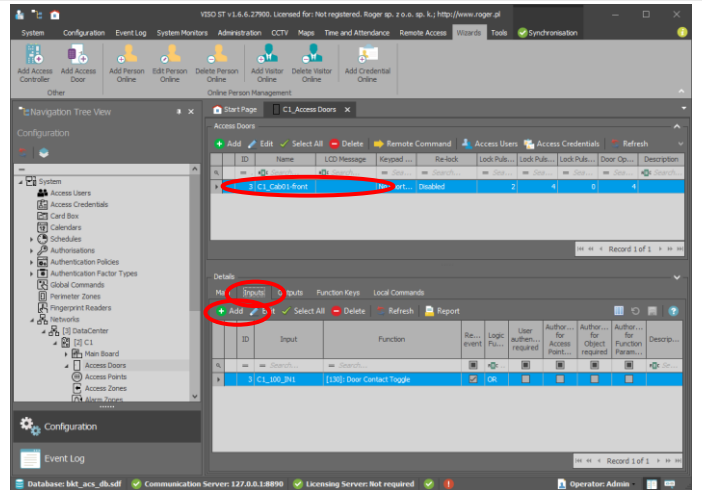 VISO ST v1.6.6.27900. Licensed for: Not registered. Roger sp. z o.o. sp. k.; http://www.roger.pl
System Configuration Event Log System Monitors Administration CCTV Maps Time and Attendance Remote Access Wizards Tools Synchronisation
Add Access Controller Add Access Door Add Person Online Edit Person Online Delete Person Online Add Visitor Online Delete Visitor Online Add Credential Online
Other Online Person Management
Navigation Tree View
Start Page C1_Access Doors
Configuration
Access Doors
Add Edit Select All Delete Remote Command Access Users Access Credentials Refresh
ID Name LCD Message Keypad ... Re-lock Lock Puls... Lock Puls... Lock Puls... Door Op... Description
3 C1_Cab01-front Disabled 2 4 0 4
System
Access Users
Access Credentials
Card Box
Calendars
Schedules
Authorisations
Authentication Policies
Authentication Factor Types
Global Commands
Perimeter Zones
Fingerprint Readers
Networks
[3] DataCenter
[2] C1
Main Board
Access Doors
Access Points
Access Zones
Alarm Zones
Record 1 of 1
Details
Inputs Outputs Function Keys Local Commands
Add Edit Select All Delete Refresh Report
ID Input Function Re... event Logic Fu... User authen... required Author... for Access Point... Author... for Object required Author... for Function Param... Descrip...
3 C1_100_IN1 [130]: Door Contact Toggle OR
Record 1 of 1
Configuration
Event Log
Database: bkt_acs_db.sdf Communication Server: 127.0.0.1:8890 Licensing Server: Not required Operator: Admin